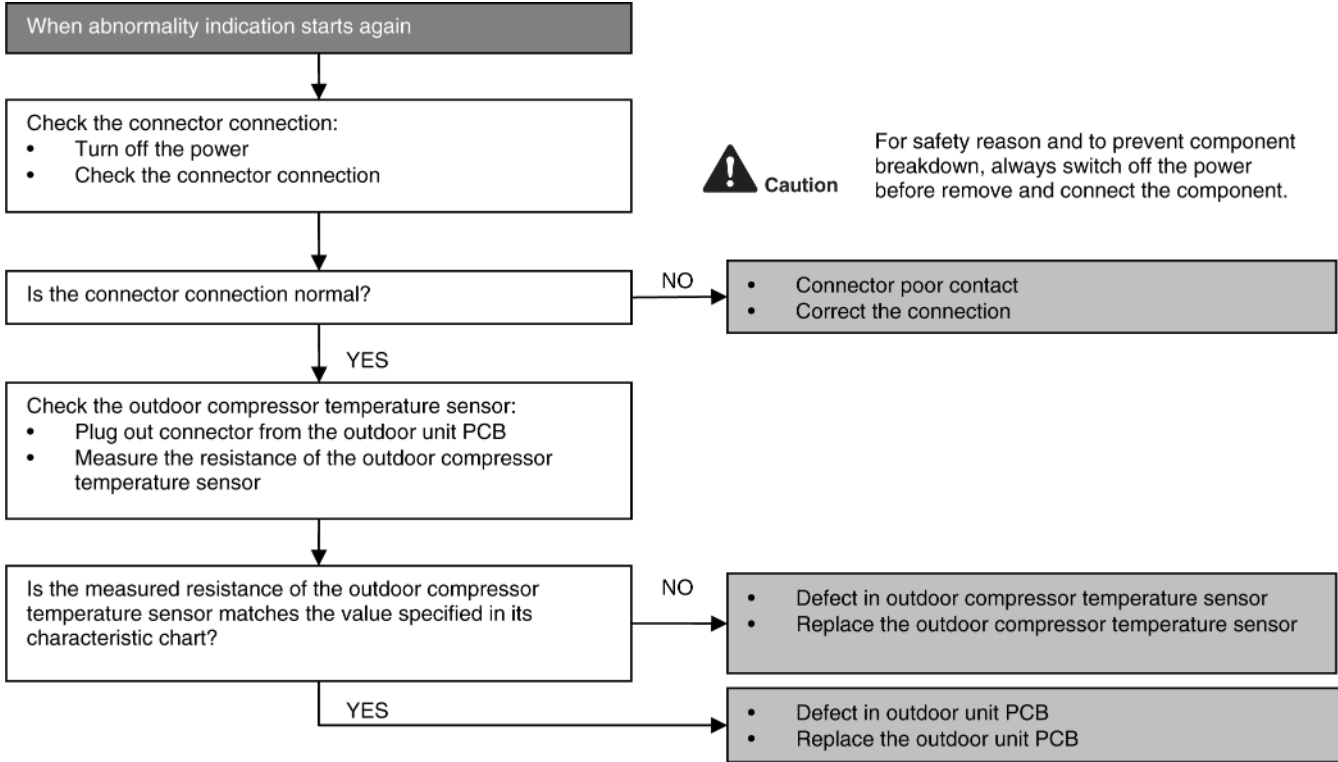 When abnormality indication starts again
Check the connector connection:
• Turn off the power
• Check the connector connection
Caution
For safety reason and to prevent component
breakdown, always switch off the power
before remove and connect the component.
Is the connector connection normal?
NO
• Connector poor contact
• Correct the connection
YES
Check the outdoor compressor temperature sensor:
• Plug out connector from the outdoor unit PCB
• Measure the resistance of the outdoor compressor
temperature sensor
Is the measured resistance of the outdoor compressor
temperature sensor matches the value specified in its
characteristic chart?
NO
• Defect in outdoor compressor temperature sensor
• Replace the outdoor compressor temperature sensor
YES
• Defect in outdoor unit PCB
• Replace the outdoor unit PCB